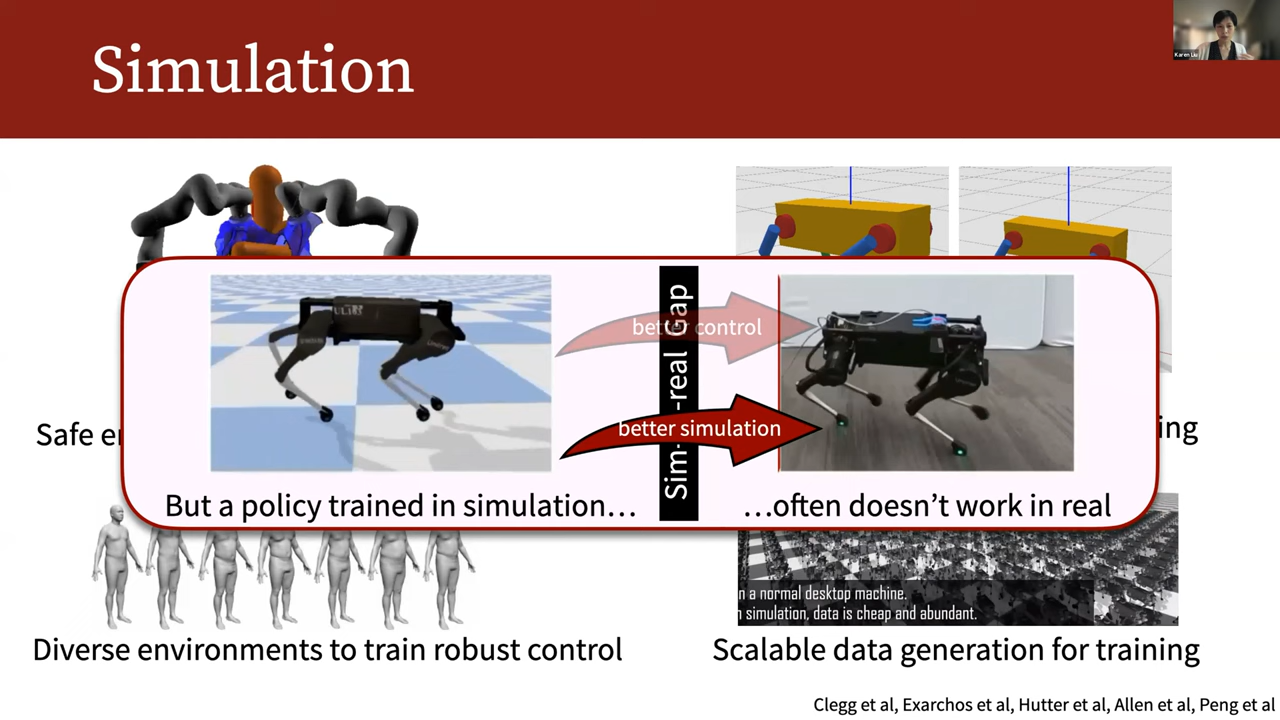 Simulation
Karen Liu
better control
Sim- -real Gap
better simulation
Safe en
ing
But a policy trained in simulation…
…often doesn’t work in real
n a normal desktop machine.
n simulation, data is cheap and abundant.
Diverse environments to train robust control
Scalable data generation for training
Clegg et al, Exarchos et al, Hutter et al, Allen et al, Peng et al